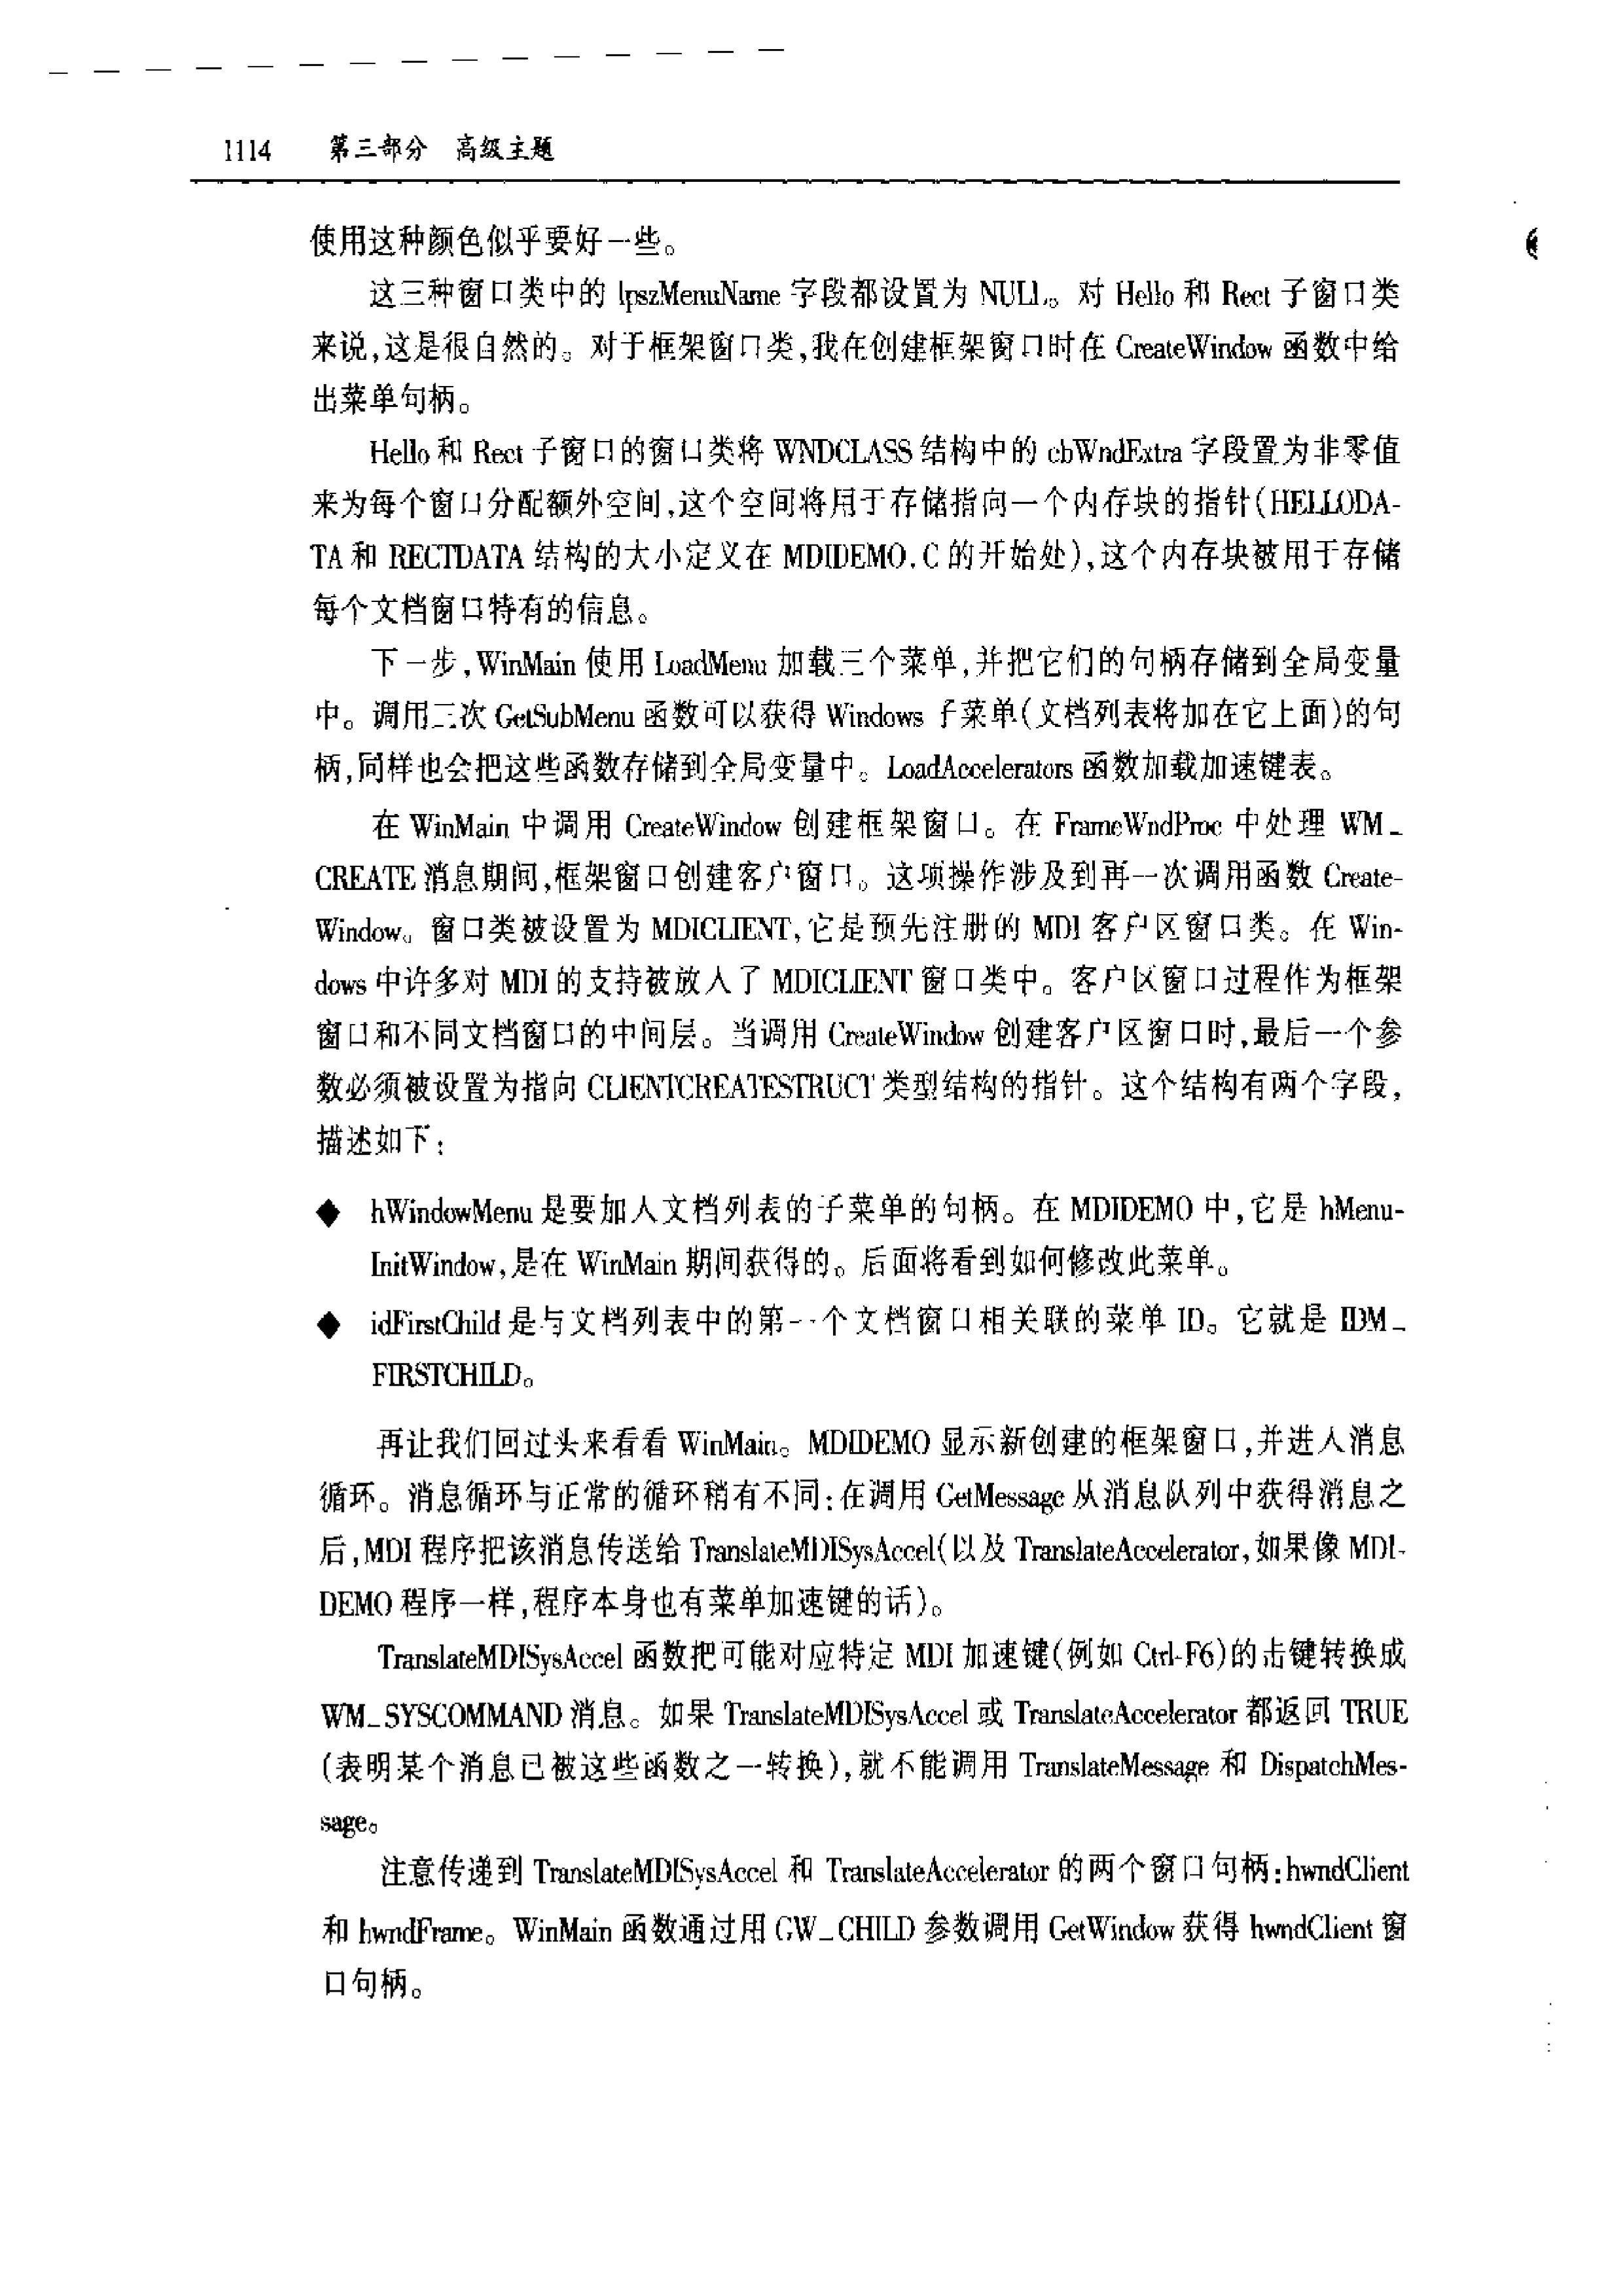 1114 第三部分 高级主题
使用这种颜色似乎要好一些。
这三种窗口类中的 lpszMenuName 字段都设置为 NULL。对 Hello 和 Rect 子窗口类
来说,这是很自然的。对于框架窗口类,我在创建框架窗口时在 CreateWindow 函数中给
出菜单句柄。
Hello 和 Rect 子窗口的窗口类将 WNDCLASS 结构中的 cbWndExtra 字段置为非零值
来为每个窗口分配额外空间,这个空间将用于存储指向一个内存块的指针(HELLODA-
TA 和 RECTDATA 结构的大小定义在 MDIDEMO.C 的开始处),这个内存块被用于存储
每个文档窗口特有的信息。
下一步,WinMain 使用 LoadMenu 加载三个菜单,并把它们的句柄存储到全局变量
中。调用三次 GetSubMenu 函数可以获得 Windows 子菜单(文档列表将加在它上面)的句
柄,同样也会把这些函数存储到全局变量中。LoadAccelerators 函数加载加速键表。
在 WinMain 中调用 CreateWindow 创建框架窗口。在 FrameWndProc 中处理 WM_
CREATE 消息期间,框架窗口创建客户窗口。这项操作涉及到再一次调用函数 Create-
Window。窗口类被设置为 MDICLIENT,它是预先注册的 MDI 客户区窗口类。在 Win-
dows 中许多对 MDI 的支持被放入了 MDICLIENT 窗口类中。客户区窗口过程作为框架
窗口和不同文档窗口的中间层。当调用 CreateWindow 创建客户区窗口时,最后一个参
数必须被设置为指向 CLIENTCREATESTRUCT 类型结构的指针。这个结构有两个字段,
描述如下:
◆ hWindowMenu 是要加入文档列表的子菜单的句柄。在 MDIDEMO 中,它是 hMenu-
InitWindow,是在 WinMain 期间获得的。后面将看到如何修改此菜单。
◆ idFirstChild 是与文档列表中的第一个文档窗口相关联的菜单 ID。它就是 IDM_
FIRSTCHILD。
再让我们回过头来看看 WinMain。MDIDEMO 显示新创建的框架窗口,并进入消息
循环。消息循环与正常的循环稍有不同:在调用 GetMessage 从消息队列中获得消息之
后,MDI 程序把该消息传送给 TranslateMDISysAccel(以及 TranslateAccelerator,如果像 MDI-
DEMO 程序一样,程序本身也有菜单加速键的话)。
TranslateMDISysAccel 函数把可能对应特定 MDI 加速键(例如 Ctrl-F6)的击键转换成
WM_SYSCOMMAND 消息。如果 TranslateMDISysAccel 或 TranslateAccelerator 都返回 TRUE
(表明某个消息已被这些函数之一转换),就不能调用 TranslateMessage 和 DispatchMes-
sage。
注意传递到 TranslateMDISysAccel 和 TranslateAccelerator 的两个窗口句柄:hwndClient
和 hwndFrame。WinMain 函数通过用 GW_CHILD 参数调用 GetWindow 获得 hwndClient 窗
口句柄。